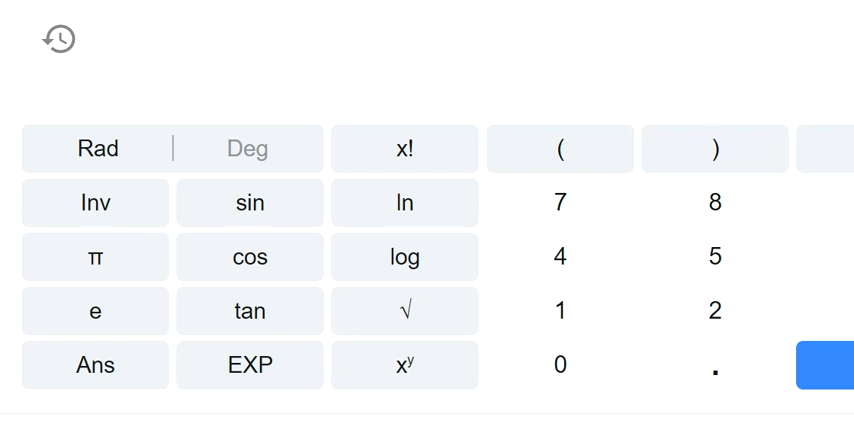 Rad | Deg x! ( )
Inv sin ln 7 8
π cos log 4 5
e tan √ 1 2
Ans EXP xʸ 0 .